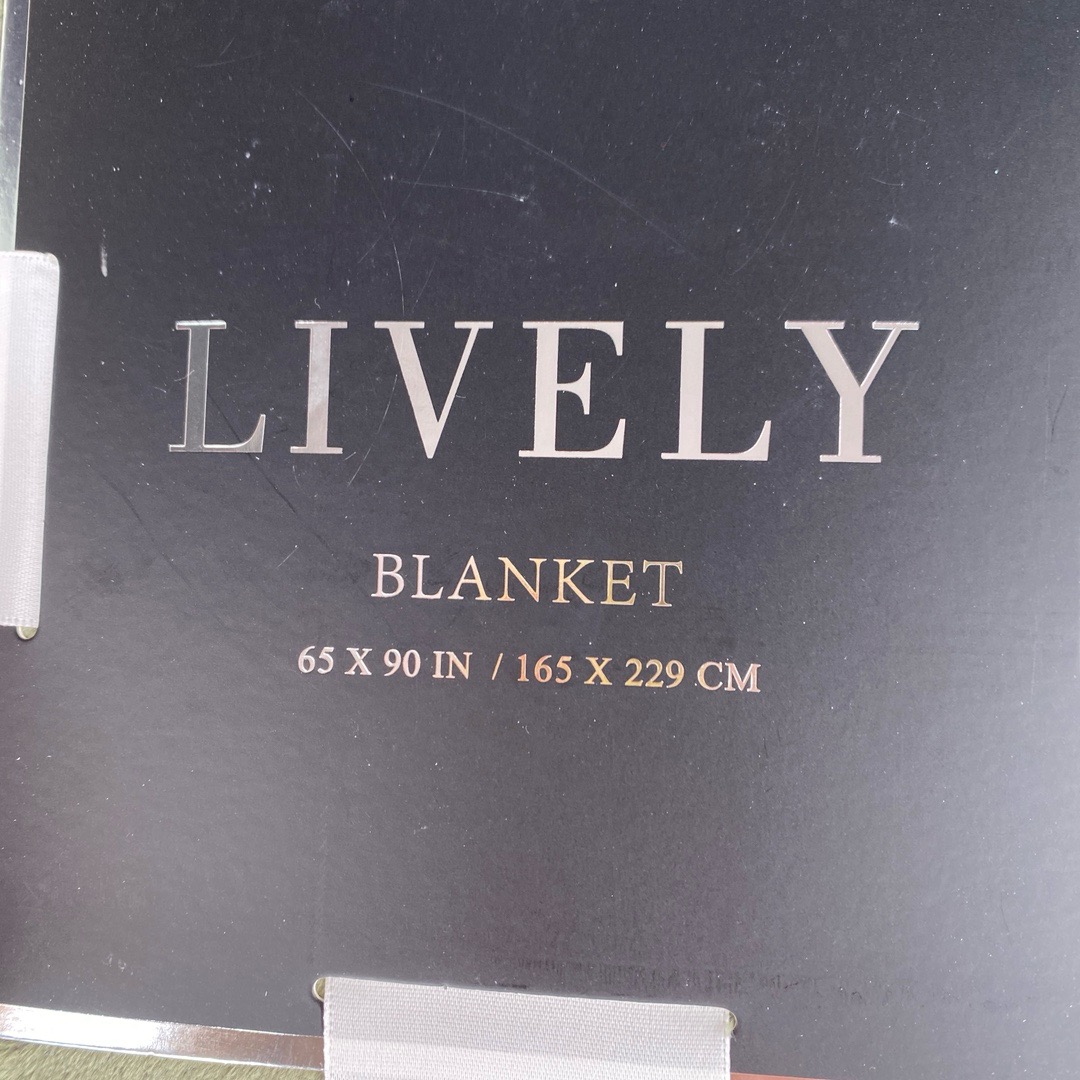 LIVELY
BLANKET
65 X 90 IN / 165 X 229 CM